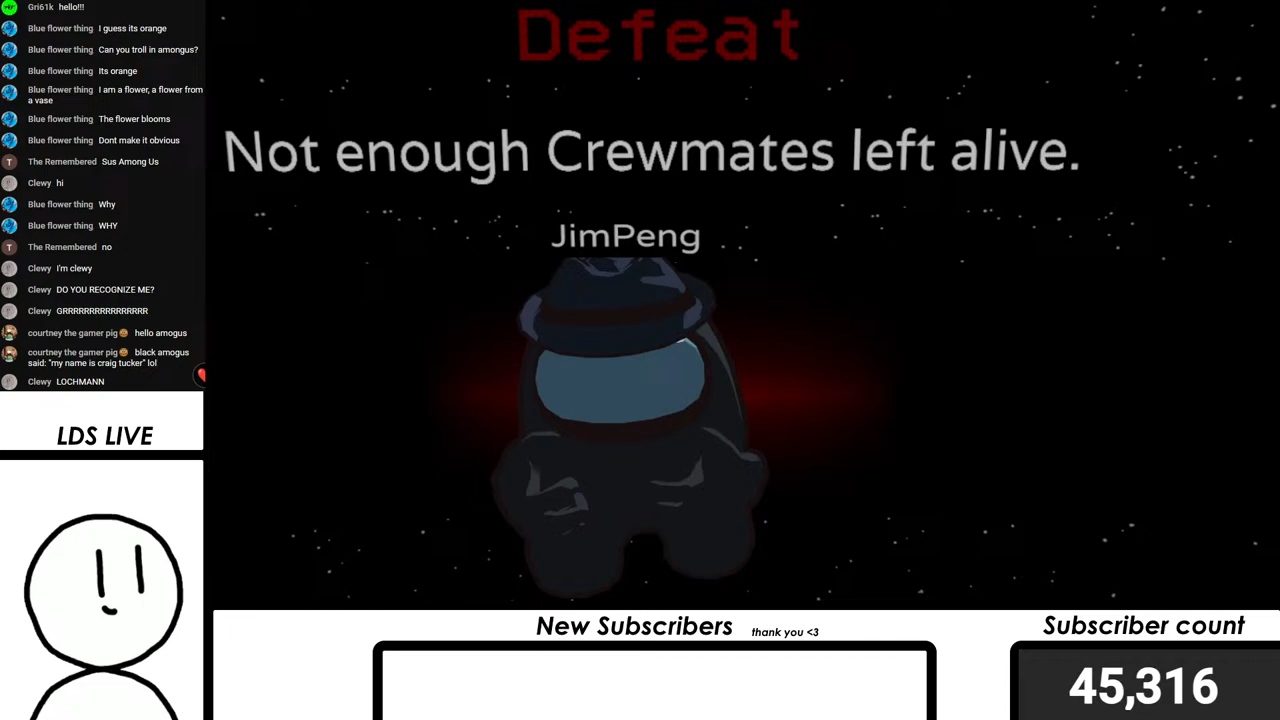 Gri61k hello!!!
Blue flower thing I guess its orange
Blue flower thing Can you troll in amongus?
Blue flower thing Its orange
Blue flower thing I am a flower, a flower from
a vase
Blue flower thing The flower blooms
Blue flower thing Dont make it obvious
T The Remembered Sus Among Us
Clewy hi
Blue flower thing Why
Blue flower thing WHY
T The Remembered no
Clewy I'm clewy
Clewy DO YOU RECOGNIZE ME?
Clewy GRRRRRRRRRRRRRRRR
courtney the gamer pig🍪 hello amogus
courtney the gamer pig🍪 black amogus
said: "my name is craig tucker" lol
Clewy LOCHMANN
LDS LIVE
Defeat
Not enough Crewmates left alive.
JimPeng
New Subscribers thank you <3
Subscriber count
45,316